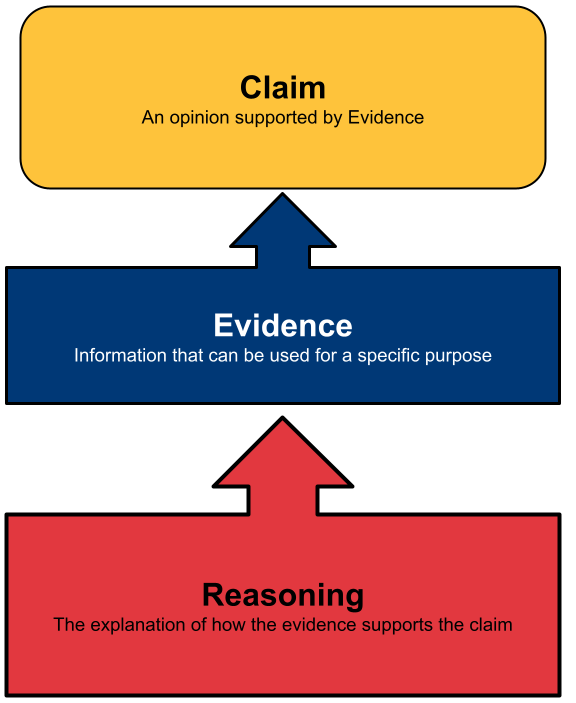 Claim
An opinion supported by Evidence
Evidence
Information that can be used for a specific purpose
Reasoning
The explanation of how the evidence supports the claim